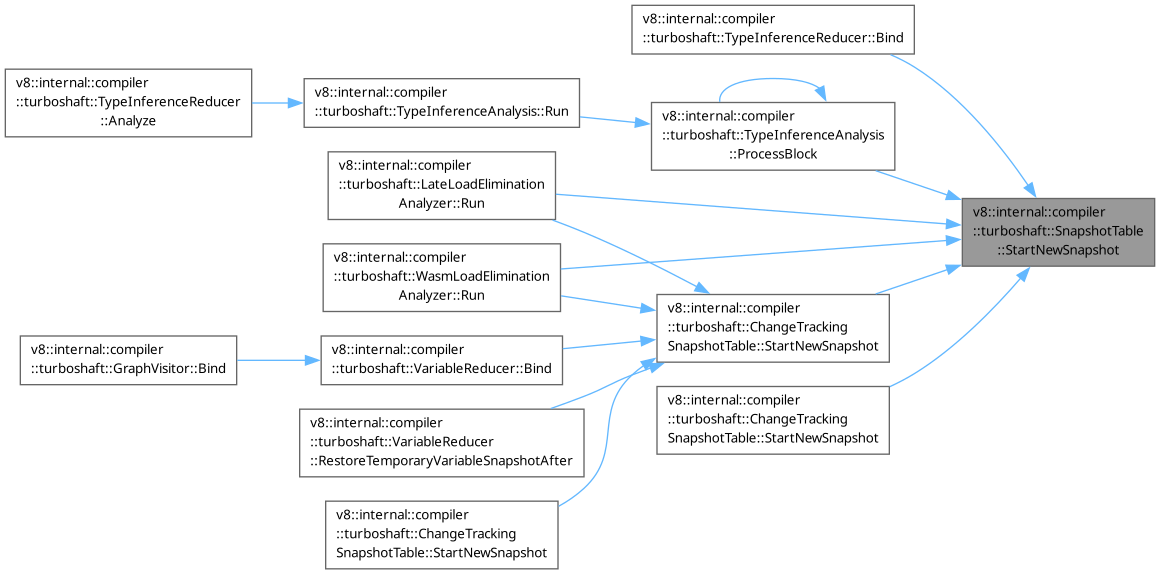 v8::internal::compiler
::turboshaft::TypeInferenceReducer::Bind
v8::internal::compiler
::turboshaft::TypeInferenceReducer
::Analyze
v8::internal::compiler
::turboshaft::TypeInferenceAnalysis::Run
v8::internal::compiler
::turboshaft::TypeInferenceAnalysis
::ProcessBlock
v8::internal::compiler
::turboshaft::LateLoadElimination
Analyzer::Run
v8::internal::compiler
::turboshaft::SnapshotTable
::StartNewSnapshot
v8::internal::compiler
::turboshaft::WasmLoadElimination
Analyzer::Run
v8::internal::compiler
::turboshaft::ChangeTracking
SnapshotTable::StartNewSnapshot
v8::internal::compiler
::turboshaft::GraphVisitor::Bind
v8::internal::compiler
::turboshaft::VariableReducer::Bind
v8::internal::compiler
::turboshaft::ChangeTracking
SnapshotTable::StartNewSnapshot
v8::internal::compiler
::turboshaft::VariableReducer
::RestoreTemporaryVariableSnapshotAfter
v8::internal::compiler
::turboshaft::ChangeTracking
SnapshotTable::StartNewSnapshot